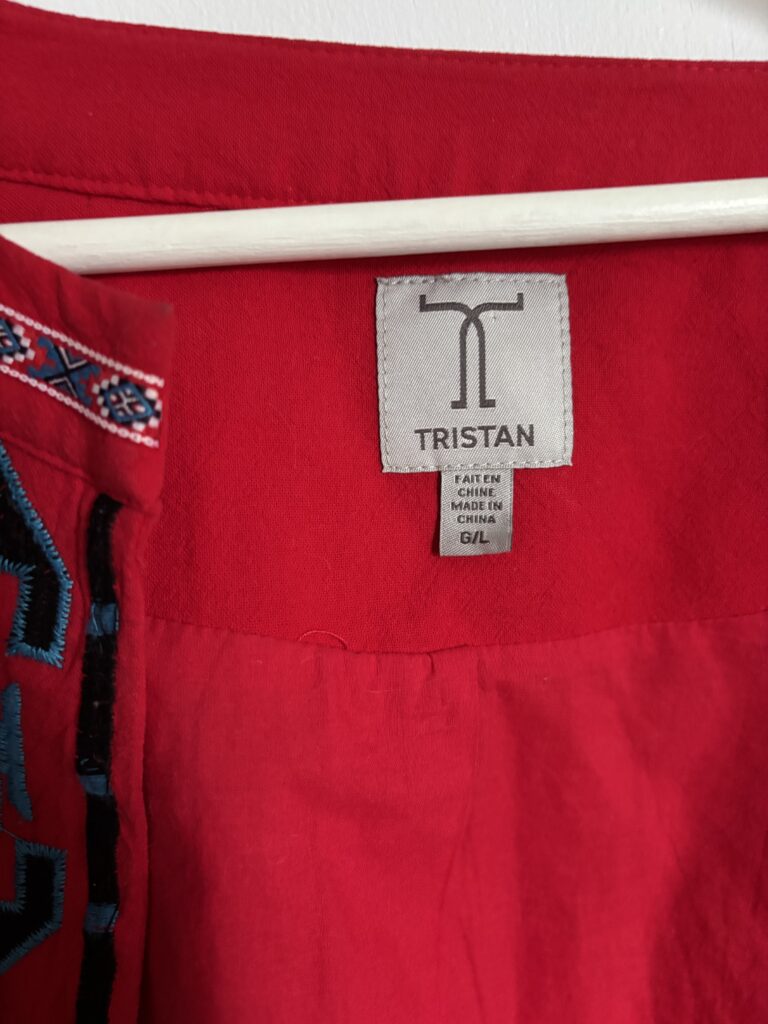 TRISTAN
FAIT EN
CHINE
MADE IN
CHINA
G/L